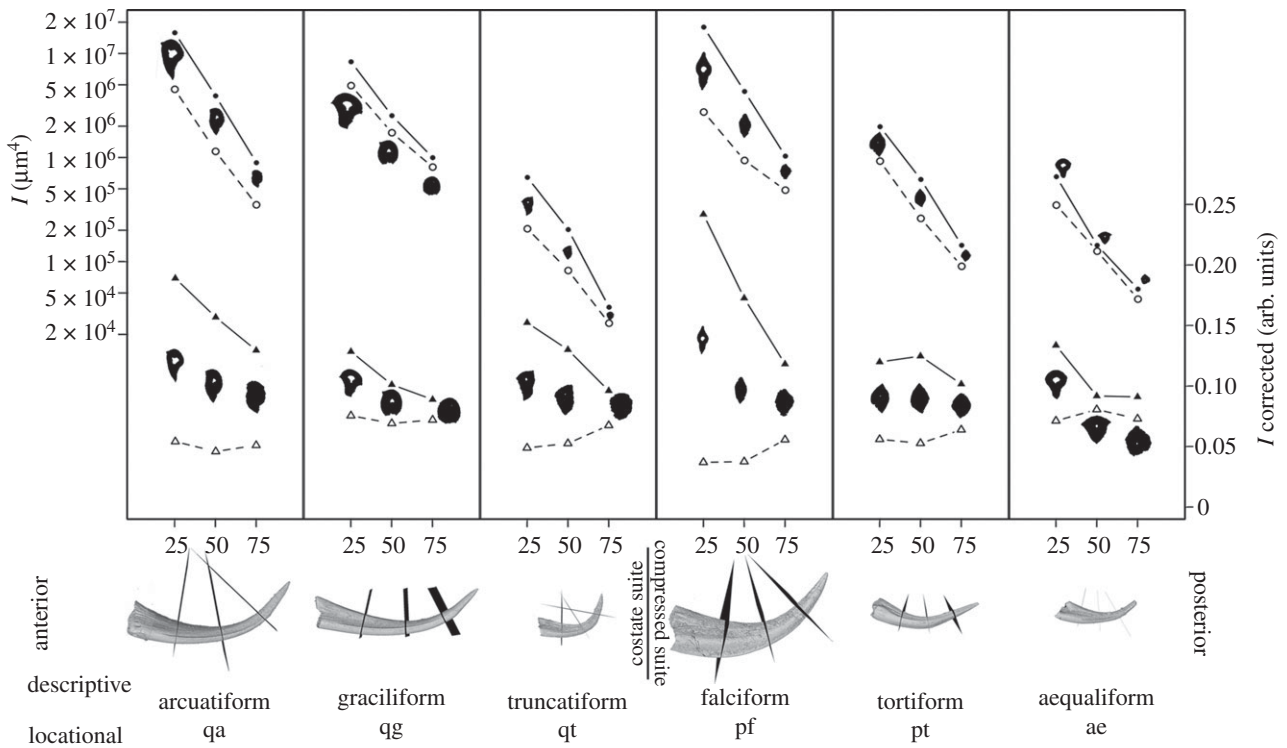 2 × 10⁷
1 × 10⁷
5 × 10⁶
2 × 10⁶
1 × 10⁶
5 × 10⁵
2 × 10⁵
1 × 10⁵
5 × 10⁴
2 × 10⁴
I (μm⁴)
0.25
0.20
0.15
0.10
0.05
0
I corrected (arb. units)
25 50 75 25 50 75 25 50 75 25 50 75 25 50 75 25 50 75
anterior
costate suite
compressed suite
posterior
descriptive
arcuatiform graciliform truncatiform falciform tortiform aequaliform
locational
qa qg qt pf pt ae